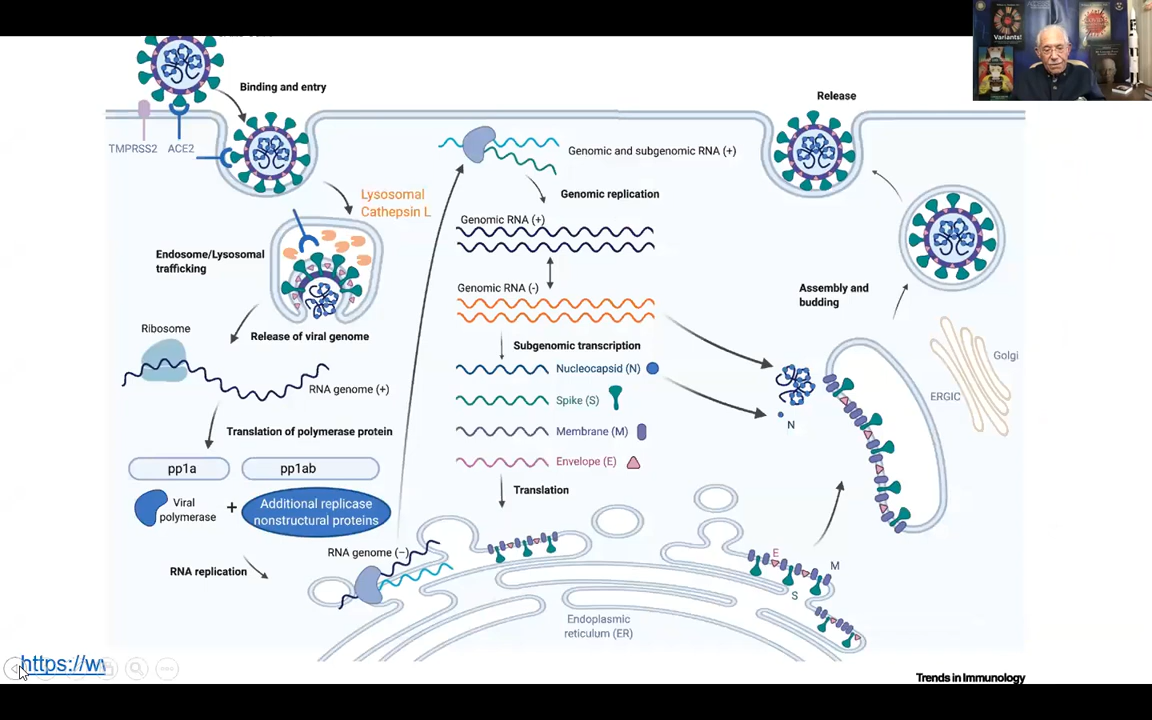 Variants!
Binding and entry
TMPRSS2
ACE2
Lysosomal
Cathepsin L
Endosome/Lysosomal
trafficking
Release of viral genome
Ribosome
RNA genome (+)
Translation of polymerase protein
pp1a
pp1ab
Viral
polymerase
+
Additional replicase
nonstructural proteins
RNA replication
RNA genome (−)
Genomic and subgenomic RNA (+)
Genomic replication
Genomic RNA (+)
Genomic RNA (-)
Subgenomic transcription
Nucleocapsid (N)
Spike (S)
Membrane (M)
Envelope (E)
Translation
Endoplasmic
reticulum (ER)
E
S
M
N
Assembly and
budding
ERGIC
Golgi
Release
https://w
Trends in Immunology